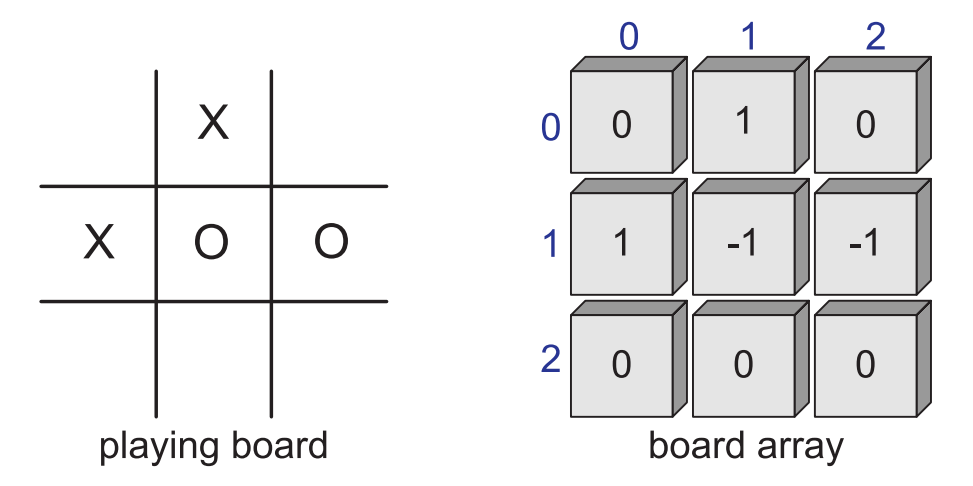 0 1 2
X
0 0 1 0
X O O
1 1 -1 -1
2 0 0 0
playing board
board array